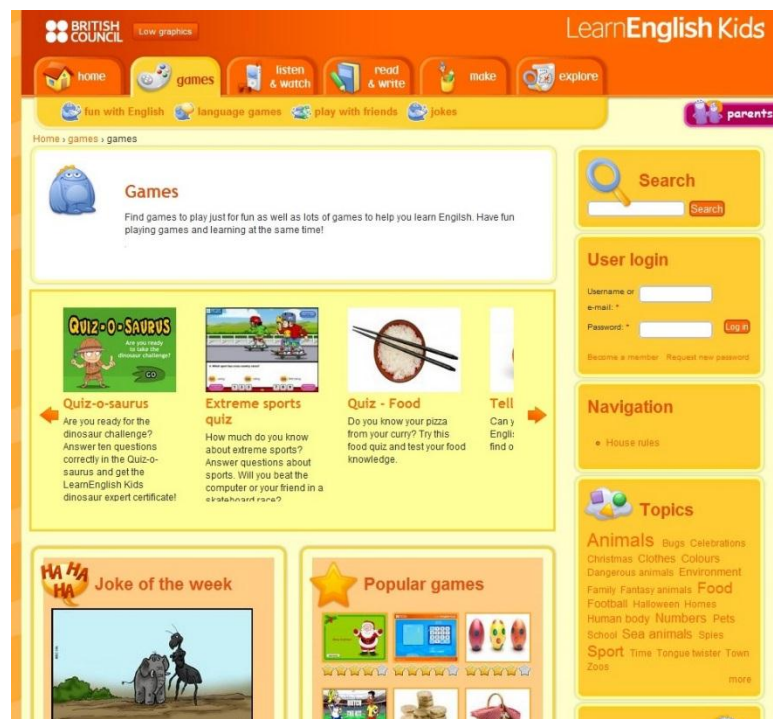 BRITISH
COUNCIL
Low graphics
LearnEnglish Kids
home
games
listen
& watch
read
& write
make
explore
fun with English
language games
play with friends
jokes
parents
Home › games › games
Games
Find games to play just for fun as well as lots of games to help you learn Engilsh. Have fun
playing games and learning at the same time!
Search
Search
User login
Username or
e-mail: *
Password: *
Log in
Become a member Request new password
Navigation
House rules
QUIZ-O-SAURUS
Are you ready
to take the
dinosaur challenge?
GO
Quiz-o-saurus
Are you ready for the
dinosaur challenge?
Answer ten questions
correctly in the Quiz-o-
saurus and get the
LearnEnglish Kids
dinosaur expert certificate!
Extreme sports
quiz
How much do you know
about extreme sports?
Answer questions about
sports. Will you beat the
computer or your friend in a
skateboard race?
Quiz - Food
Do you know your pizza
from your curry? Try this
food quiz and test your food
knowledge.
Tell
Can y
Englis
find o
Topics
Animals Bugs Celebrations
Christmas Clothes Colours
Dangerous animals Environment
Family Fantasy animals Food
Football Halloween Homes
Human body Numbers Pets
School Sea animals Spies
Sport Time Tongue twister Town
Zoos
more
HA HA
HA
Joke of the week
Popular games